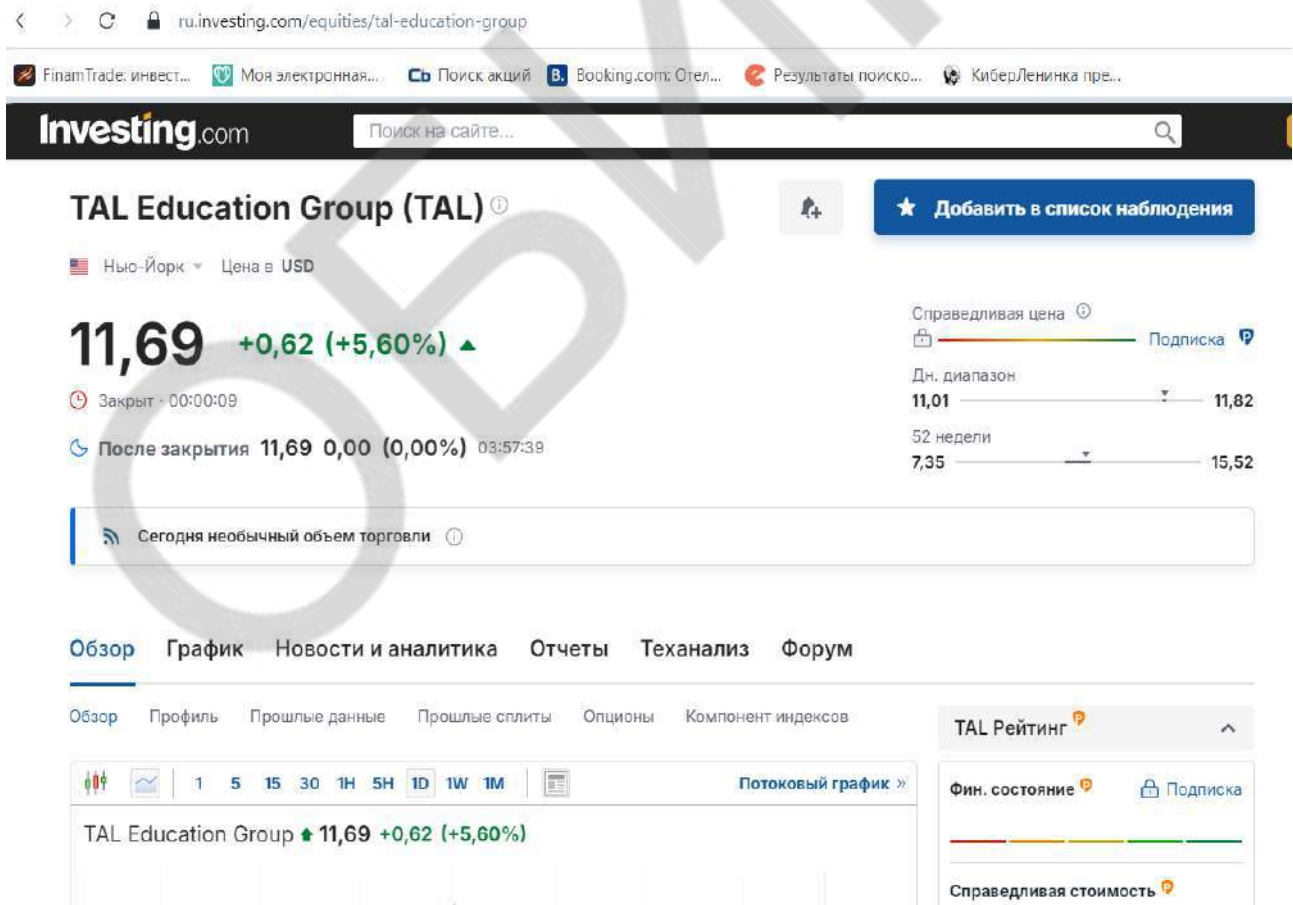 ru.investing.com/equities/tal-education-group
FinamTrade: инвест... Моя электронная... Поиск акций Booking.com: Отел... Результаты поиско... КиберЛенинка пре...
Investing.com Поиск на сайте...
TAL Education Group (TAL)
Добавить в список наблюдения
Нью-Йорк Цена в USD
11,69 +0,62 (+5,60%)
Закрыт · 00:00:09
После закрытия 11,69 0,00 (0,00%) 03:57:39
Справедливая цена
Подписка
Дн. диапазон
11,01 11,82
52 недели
7,35 15,52
Сегодня необычный объем торговли
Обзор График Новости и аналитика Отчеты Теханализ Форум
Обзор Профиль Прошлые данные Прошлые сплиты Опционы Компонент индексов
1 5 15 30 1H 5H 1D 1W 1M Потоковый график »
TAL Education Group 11,69 +0,62 (+5,60%)
TAL Рейтинг
Фин. состояние Подписка
Справедливая стоимость